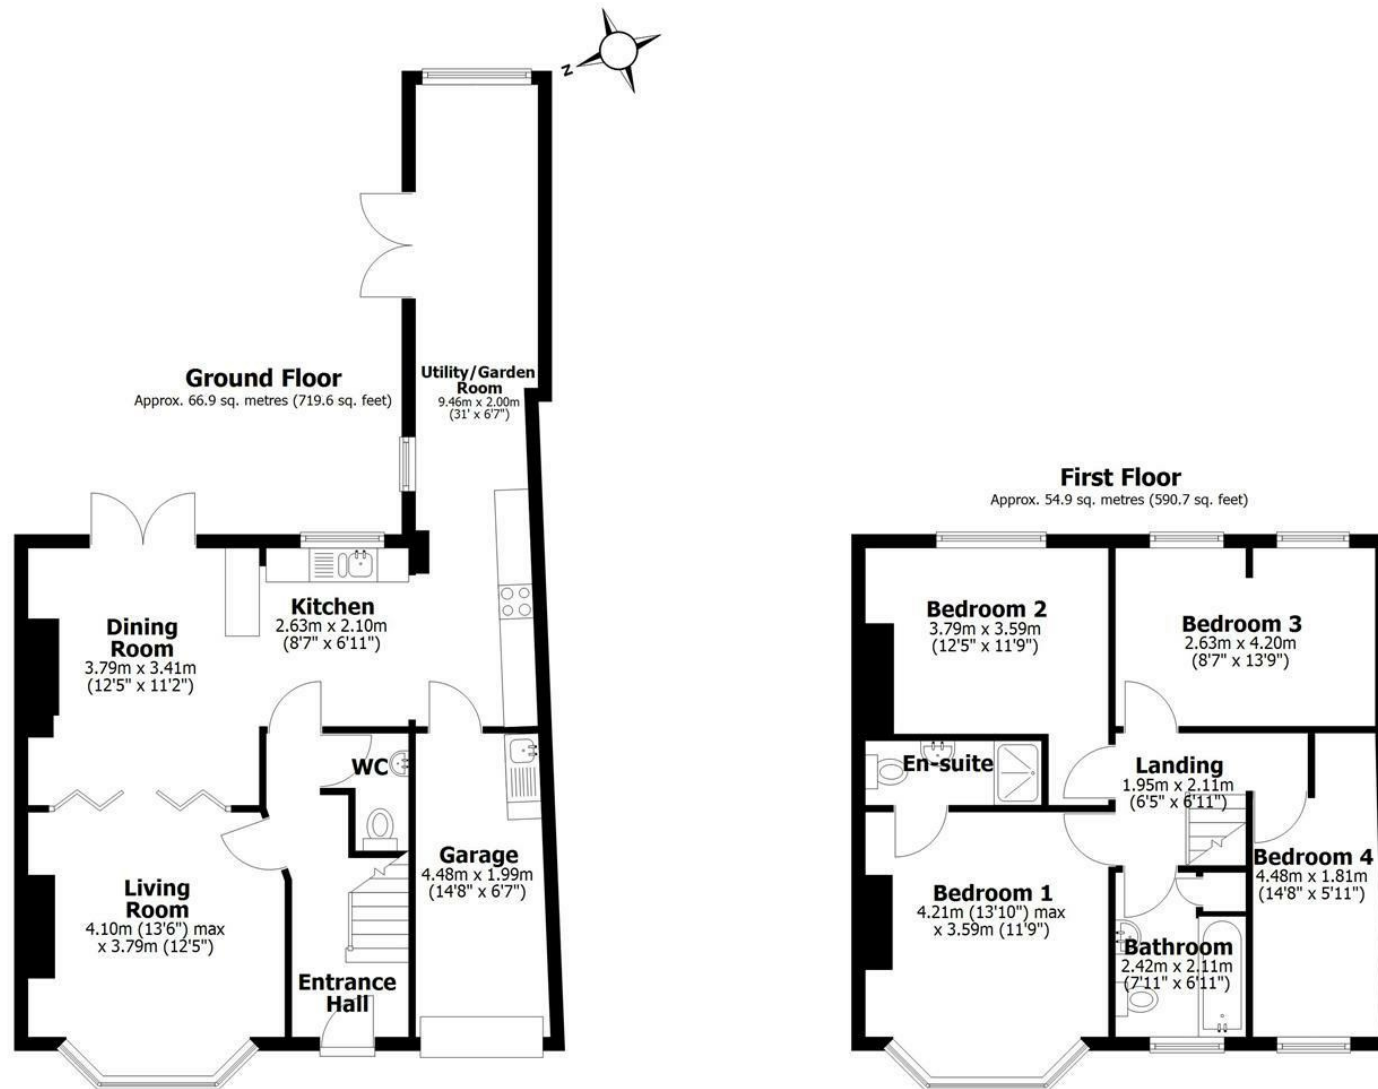 N
Ground Floor
Approx. 66.9 sq. metres (719.6 sq. feet)
Utility/Garden
Room
9.46m x 2.00m
(31' x 6'7")
Kitchen
2.63m x 2.10m
(8'7" x 6'11")
Dining
Room
3.79m x 3.41m
(12'5" x 11'2")
WC
Garage
4.48m x 1.99m
(14'8" x 6'7")
Living
Room
4.10m (13'6") max
x 3.79m (12'5")
Entrance
Hall
First Floor
Approx. 54.9 sq. metres (590.7 sq. feet)
Bedroom 2
3.79m x 3.59m
(12'5" x 11'9")
Bedroom 3
2.63m x 4.20m
(8'7" x 13'9")
En-suite
Landing
1.95m x 2.11m
(6'5" x 6'11")
Bedroom 4
4.48m x 1.81m
(14'8" x 5'11")
Bedroom 1
4.21m (13'10") max
x 3.59m (11'9")
Bathroom
2.42m x 2.11m
(7'11" x 6'11")